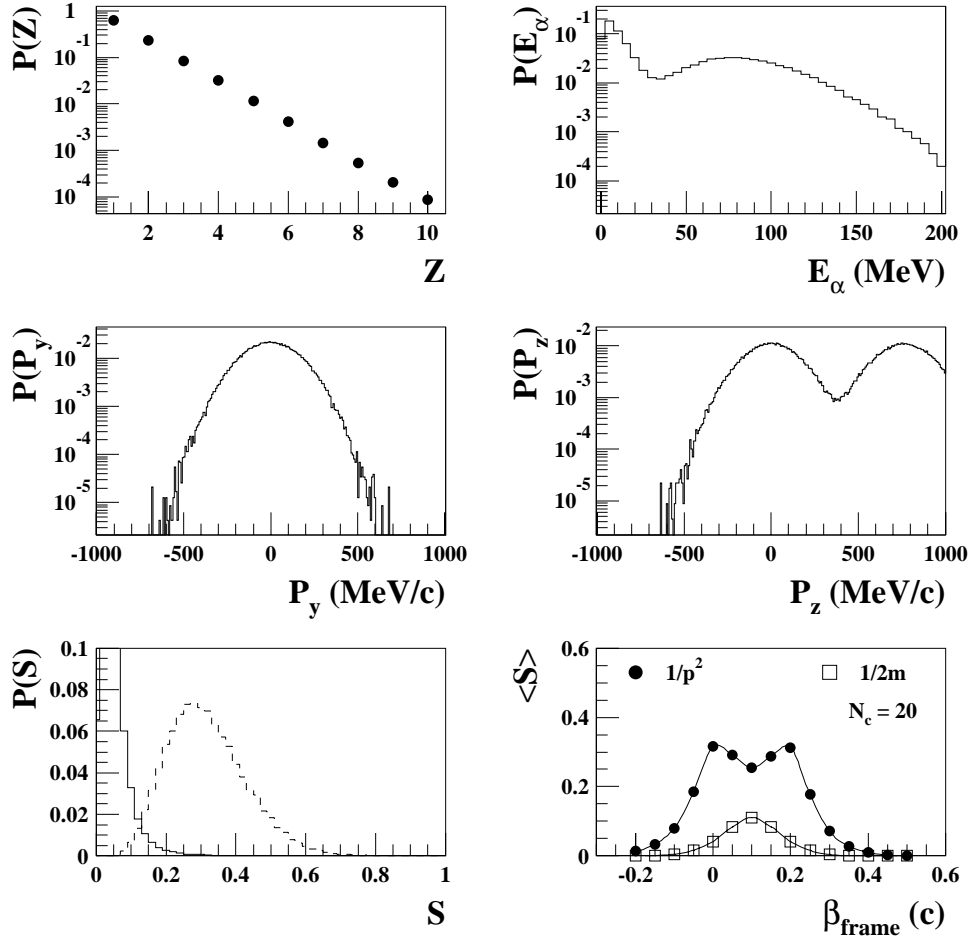 P(Z)
1
10^-1
10^-2
10^-3
10^-4
2 4 6 8 10
Z
P(E_α)
10^-1
10^-2
10^-3
10^-4
0 50 100 150 200
E_α (MeV)
P(P_y)
10^-2
10^-3
10^-4
10^-5
-1000 -500 0 500 1000
P_y (MeV/c)
P(P_z)
10^-2
10^-3
10^-4
10^-5
-1000 -500 0 500 1000
P_z (MeV/c)
P(S)
0.1
0.08
0.06
0.04
0.02
0
0 0.2 0.4 0.6 0.8 1
S
<S>
0.6
0.4
0.2
0
1/p^2
1/2m
N_c = 20
-0.2 0 0.2 0.4 0.6
β_frame (c)